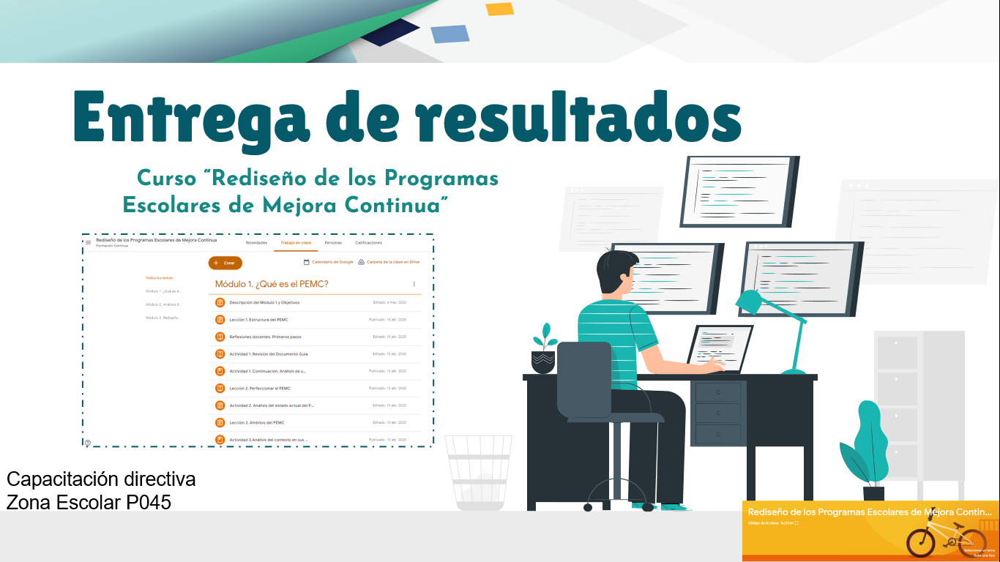 Entrega de resultados
Curso “Rediseño de los Programas
Escolares de Mejora Continua”
Rediseño de los Programas Escolares de Mejora Continua
Formación Continua
Novedades
Trabajo en clase
Personas
Calificaciones
Crear
Calendario de Google
Carpeta de la clase en Drive
Todos los temas
Módulo 1. ¿Qué es e...
Módulo 2. Análisis d...
Módulo 3. Rediseño...
Módulo 1. ¿Qué es el PEMC?
Descripción del Módulo 1 y Objetivos
Editado: 4 may. 2020
Lección 1. Estructura del PEMC
Publicado: 10 abr. 2020
Reflexiones docentes. Primeros pasos
Editado: 10 abr. 2020
Actividad 1. Revisión del Documento Guía
Editado: 10 abr. 2020
Actividad 1. Continuación. Análisis de u...
Publicado: 10 abr. 2020
Lección 2. Perfeccionar el PEMC
Publicado: 10 abr. 2020
Actividad 2. Análisis del estado actual del P...
Editado: 10 abr. 2020
Lección 3. Ámbitos del PEMC
Publicado: 10 abr. 2020
Actividad 3.Análisis del contexto en sus ...
Editado: 10 abr. 2020
Capacitación directiva
Zona Escolar P045
Rediseño de los Programas Escolares de Mejora Contin...
Código de la clase
Seleccionar un tema
Subir una foto